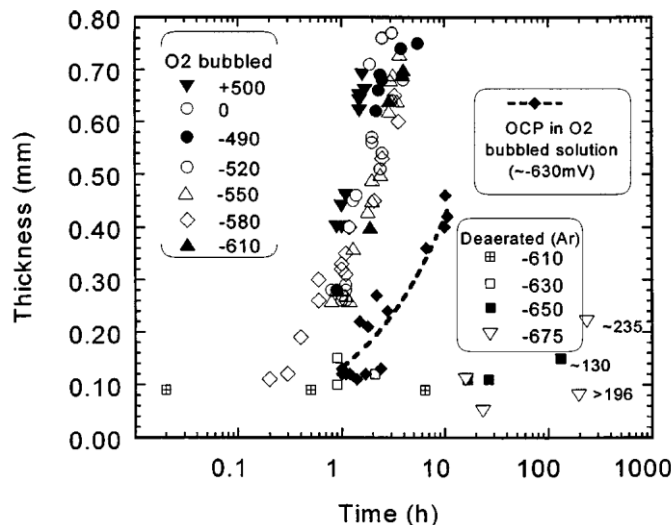 0.80
0.70
0.60
0.50
0.40
0.30
0.20
0.10
0.00
Thickness (mm)
O2 bubbled
+500
0
-490
-520
-550
-580
-610
OCP in O2
bubbled solution
(~-630mV)
Deaerated (Ar)
-610
-630
-650
-675
~235
~130
>196
0.1 1 10 100 1000
Time (h)